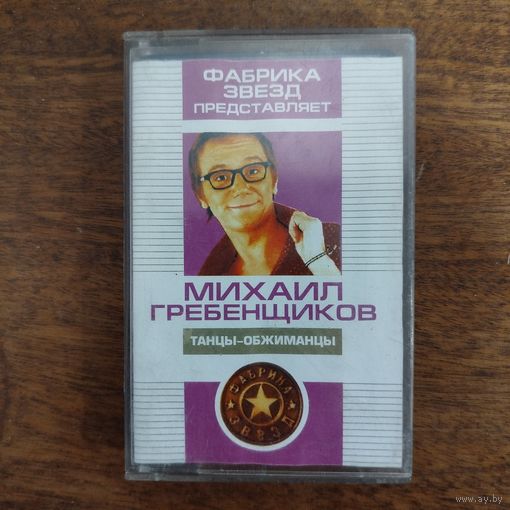 ФАБРИКА
ЗВЕЗД
ПРЕДСТАВЛЯЕТ
МИХАИЛ
ГРЕБЕНЩИКОВ
ТАНЦЫ-ОБЖИМАНЦЫ
ФАБРИКА
ЗВЕЗД
www.ay.by